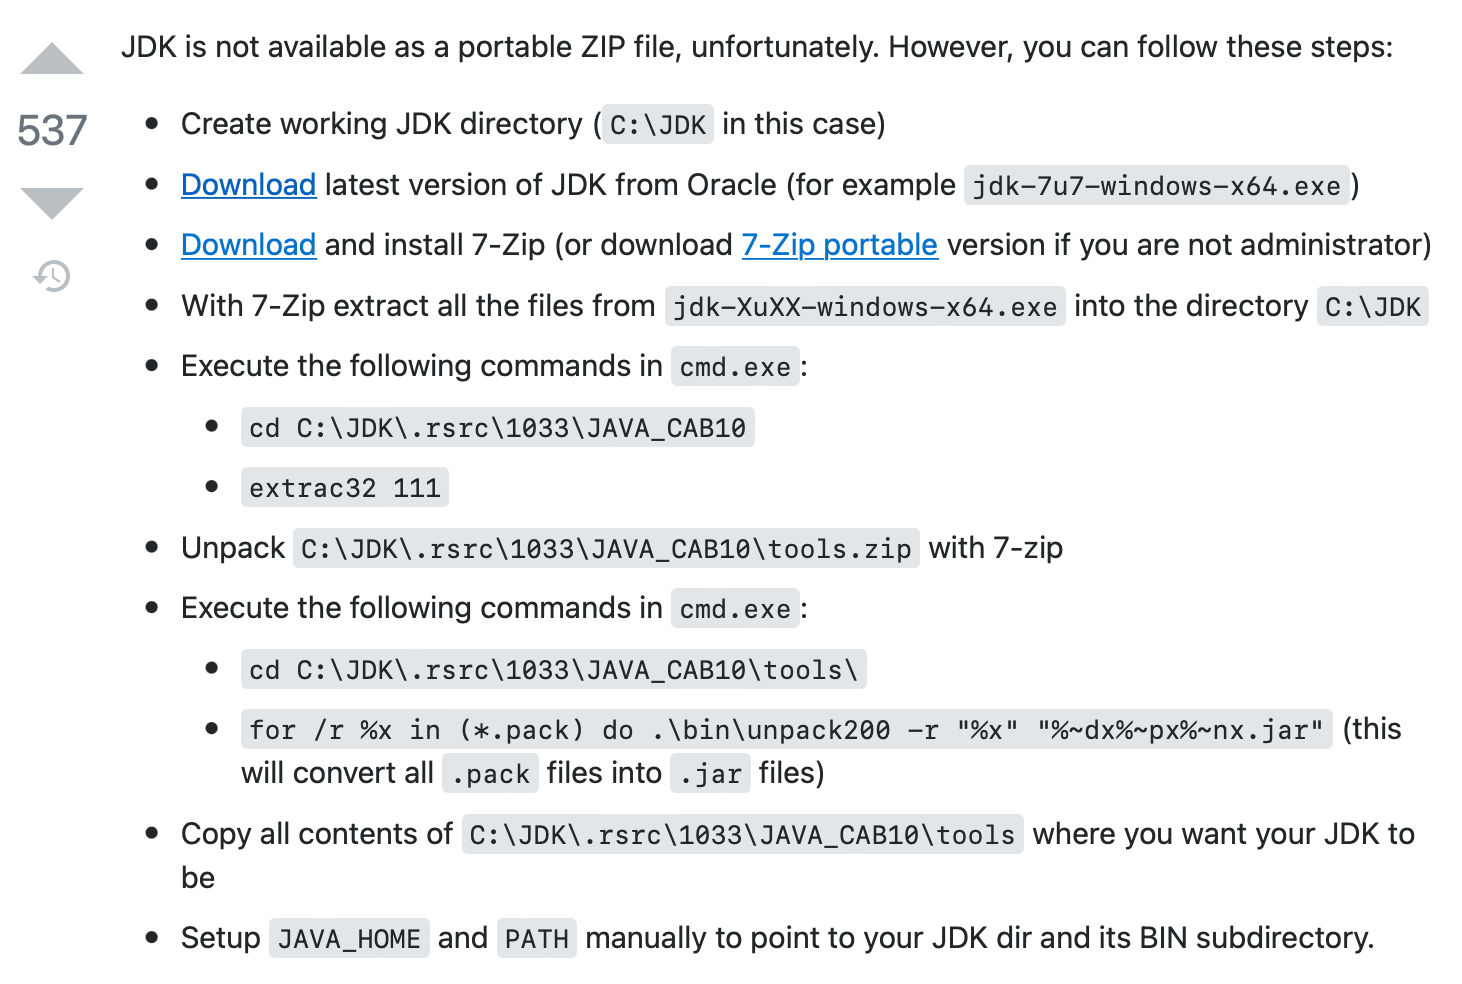 JDK is not available as a portable ZIP file, unfortunately. However, you can follow these steps:
537
Create working JDK directory (C:\JDK in this case)
Download latest version of JDK from Oracle (for example jdk-7u7-windows-x64.exe)
Download and install 7-Zip (or download 7-Zip portable version if you are not administrator)
With 7-Zip extract all the files from jdk-XuXX-windows-x64.exe into the directory C:\JDK
Execute the following commands in cmd.exe:
cd C:\JDK\.rsrc\1033\JAVA_CAB10
extrac32 111
Unpack C:\JDK\.rsrc\1033\JAVA_CAB10\tools.zip with 7-zip
Execute the following commands in cmd.exe:
cd C:\JDK\.rsrc\1033\JAVA_CAB10\tools\
for /r %x in (*.pack) do .\bin\unpack200 -r "%x" "%~dx%~px%~nx.jar" (this
will convert all .pack files into .jar files)
Copy all contents of C:\JDK\.rsrc\1033\JAVA_CAB10\tools where you want your JDK to
be
Setup JAVA_HOME and PATH manually to point to your JDK dir and its BIN subdirectory.